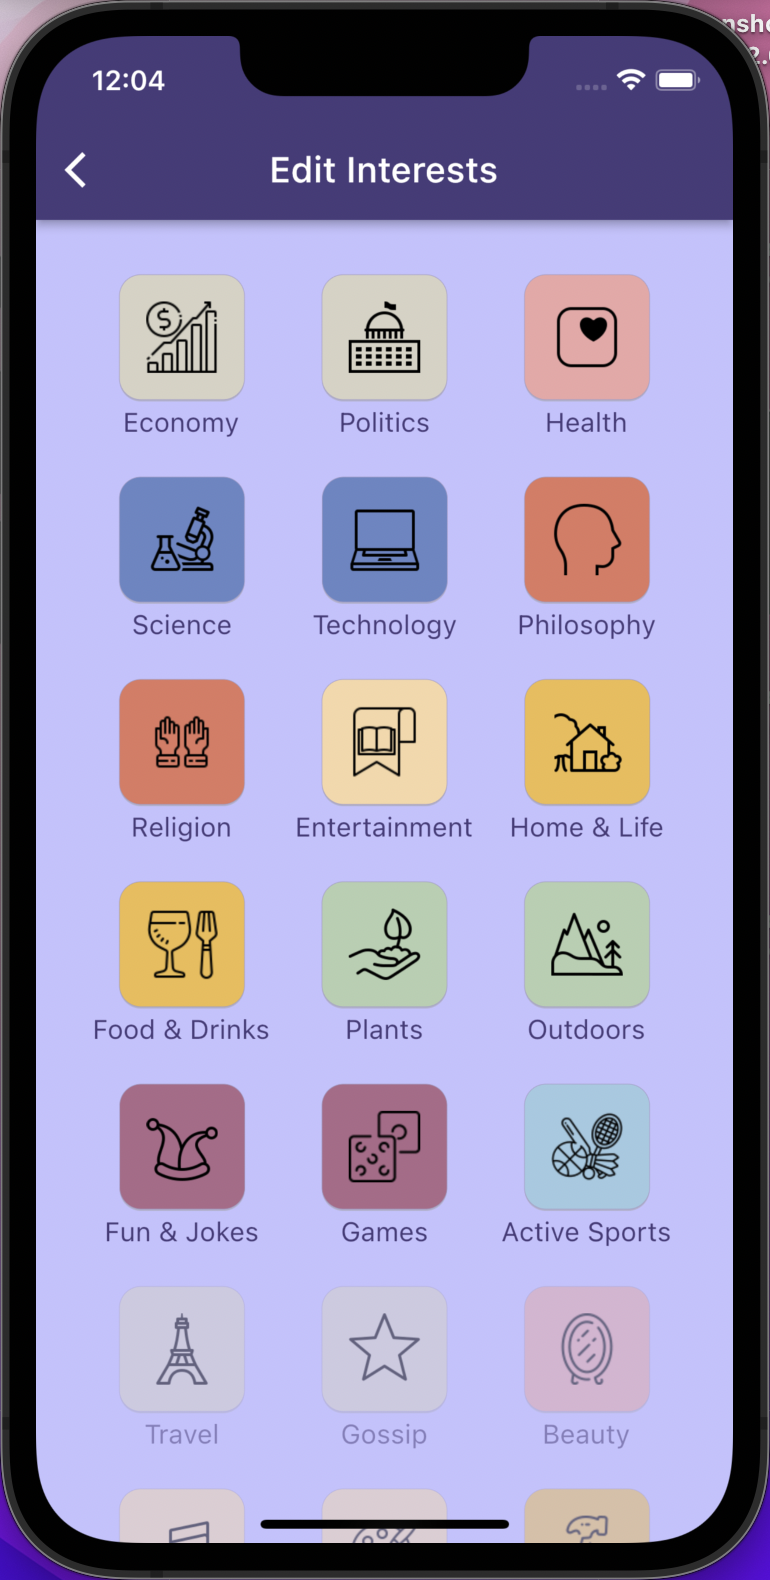 12:04
Edit Interests
Economy
Politics
Health
Science
Technology
Philosophy
Religion
Entertainment
Home & Life
Food & Drinks
Plants
Outdoors
Fun & Jokes
Games
Active Sports
Travel
Gossip
Beauty